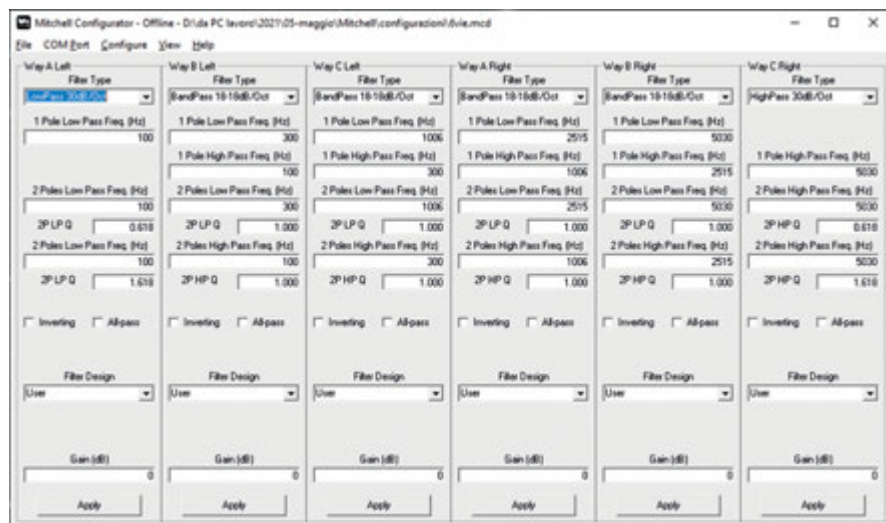 Mitchell Configurator - Offline - D:\da PC lavoro\2021\05-maggio\Mitchell\configurazioni\6vie.mcd
File COM Port Configure View Help
Way A Left Way B Left Way C Left Way A Right Way B Right Way C Right
Filter Type Filter Type Filter Type Filter Type Filter Type Filter Type
LowPass 30dB/Oct BandPass 18-18dB/Oct BandPass 18-18dB/Oct BandPass 18-18dB/Oct BandPass 18-18dB/Oct HighPass 30dB/Oct
1 Pole Low Pass Freq. (Hz) 1 Pole Low Pass Freq. (Hz) 1 Pole Low Pass Freq. (Hz) 1 Pole Low Pass Freq. (Hz) 1 Pole Low Pass Freq. (Hz)
100 300 1006 2515 5030
1 Pole High Pass Freq. (Hz) 1 Pole High Pass Freq. (Hz) 1 Pole High Pass Freq. (Hz) 1 Pole High Pass Freq. (Hz) 1 Pole High Pass Freq. (Hz)
100 300 1006 2515 5030
2 Poles Low Pass Freq. (Hz) 2 Poles Low Pass Freq. (Hz) 2 Poles Low Pass Freq. (Hz) 2 Poles Low Pass Freq. (Hz) 2 Poles Low Pass Freq. (Hz) 2 Poles High Pass Freq. (Hz)
100 300 1006 2515 5030 5030
2P LP Q 0.618 2P LP Q 1.000 2P LP Q 1.000 2P LP Q 1.000 2P LP Q 1.000 2P HP Q 0.618
2 Poles Low Pass Freq. (Hz) 2 Poles High Pass Freq. (Hz) 2 Poles High Pass Freq. (Hz) 2 Poles High Pass Freq. (Hz) 2 Poles High Pass Freq. (Hz) 2 Poles High Pass Freq. (Hz)
100 100 300 1006 2515 5030
2P LP Q 1.618 2P HP Q 1.000 2P HP Q 1.000 2P HP Q 1.000 2P HP Q 1.000 2P HP Q 1.618
Inverting All-pass Inverting All-pass Inverting All-pass Inverting All-pass Inverting All-pass Inverting All-pass
Filter Design Filter Design Filter Design Filter Design Filter Design Filter Design
User User User User User User
Gain (dB) Gain (dB) Gain (dB) Gain (dB) Gain (dB) Gain (dB)
0 0 0 0 0 0
Apply Apply Apply Apply Apply Apply